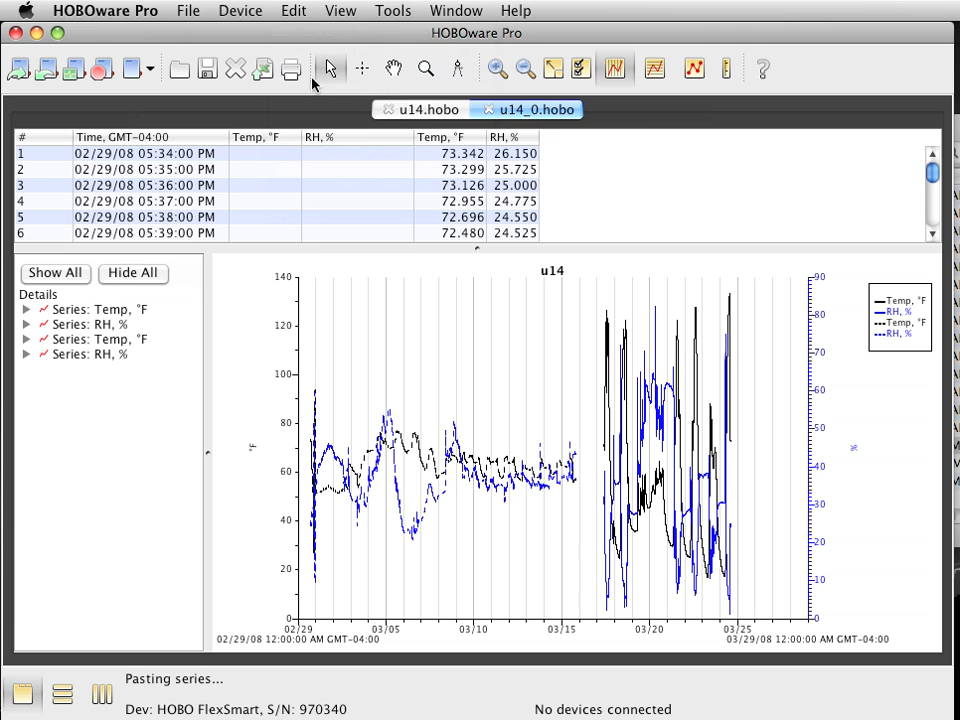 HOBOware Pro File Device Edit View Tools Window Help
HOBOware Pro
u14.hobo u14_0.hobo
# Time, GMT-04:00 Temp, °F RH, % Temp, °F RH, %
1 02/29/08 05:34:00 PM 73.342 26.150
2 02/29/08 05:35:00 PM 73.299 25.725
3 02/29/08 05:36:00 PM 73.126 25.000
4 02/29/08 05:37:00 PM 72.955 24.775
5 02/29/08 05:38:00 PM 72.696 24.550
6 02/29/08 05:39:00 PM 72.480 24.525
Show All Hide All
Details
Series: Temp, °F
Series: RH, %
Series: Temp, °F
Series: RH, %
u14
140
120
100
80
60
40
20
0
°F
90
80
70
60
50
40
30
20
10
0
%
Temp, °F
RH, %
Temp, °F
RH, %
02/29 03/05 03/10 03/15 03/20 03/25
02/29/08 12:00:00 AM GMT-04:00 03/29/08 12:00:00 AM GMT-04:00
Pasting series...
Dev: HOBO FlexSmart, S/N: 970340 No devices connected